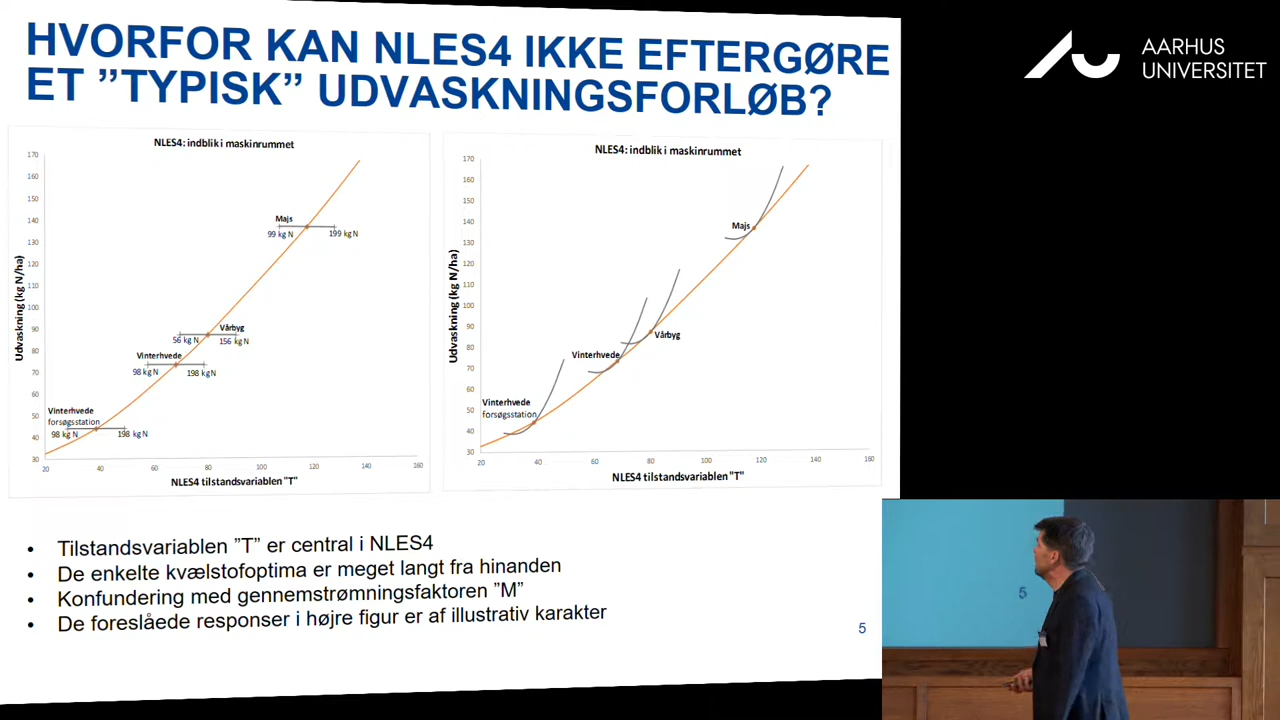 HVORFOR KAN NLES4 IKKE EFTERGØRE
ET ”TYPISK” UDVASKNINGSFORLØB?
AARHUS
UNIVERSITET
NLES4: indblik i maskinrummet
Udvaskning (kg N/ha)
170
160
150
140
130
120
110
100
90
80
70
60
50
40
30
Majs
99 kg N
199 kg N
Vårbyg
56 kg N
156 kg N
Vinterhvede
98 kg N
198 kg N
Vinterhvede
forsøgsstation
98 kg N
198 kg N
20
40
60
80
100
120
140
160
NLES4 tilstandsvariablen "T"
NLES4: indblik i maskinrummet
Udvaskning (kg N/ha)
170
160
150
140
130
120
110
100
90
80
70
60
50
40
30
Majs
Vårbyg
Vinterhvede
Vinterhvede
forsøgsstation
20
40
60
80
100
120
140
160
NLES4 tilstandsvariablen "T"
• Tilstandsvariablen ”T” er central i NLES4
• De enkelte kvælstofoptima er meget langt fra hinanden
• Konfundering med gennemstrømningsfaktoren ”M”
• De foreslåede responser i højre figur er af illustrativ karakter
5
5